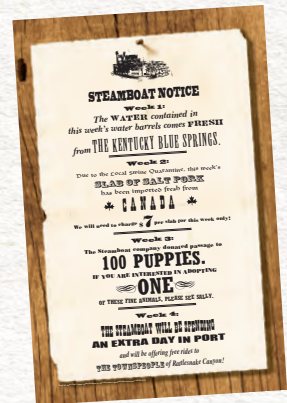 STEAMBOAT NOTICE
Week 1:
The WATER contained in
this week's water barrels comes FRESH
from THE KENTUCKY BLUE SPRINGS.
Week 2:
Due to the Local Swine Quarantine, this week's
SLAB OF SALT PORK
has been imported fresh from
CANADA
We will need to charge $7 per slab for this week only!
Week 3:
The Steamboat company donated passage to
100 PUPPIES.
IF YOU ARE INTERESTED IN ADOPTING
ONE
OF THESE FINE ANIMALS, PLEASE SEE SALLY.
Week 4:
THE STEAMBOAT WILL BE SPENDING
AN EXTRA DAY IN PORT
and will be offering free rides to
THE TOWNSPEOPLE of Rattlesnake Canyon!